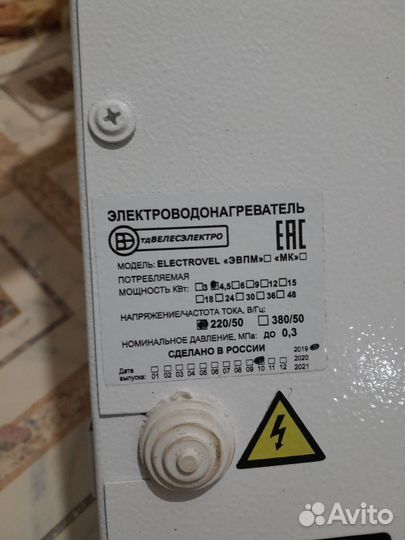 ЭЛЕКТРОВОДОНАГРЕВАТЕЛЬ
ТДВЕЛЕСЭЛЕКТРО
EAC
МОДЕЛЬ: ELECTROVEL «ЭВПМ»□ «МК»□
ПОТРЕБЛЯЕМАЯ
МОЩНОСТЬ КВт: □3 ■4,5□6□9□12□15
□18□24□30□36□48
НАПРЯЖЕНИЕ/ЧАСТОТА ТОКА, В/Гц:
■220/50 □380/50
НОМИНАЛЬНОЕ ДАВЛЕНИЕ, МПа: ДО 0,3
СДЕЛАНО В РОССИИ
Дата выпуска:
01 02 03 04 05 06 07 08 09 10 11 12
2019
2020
2021
Avito